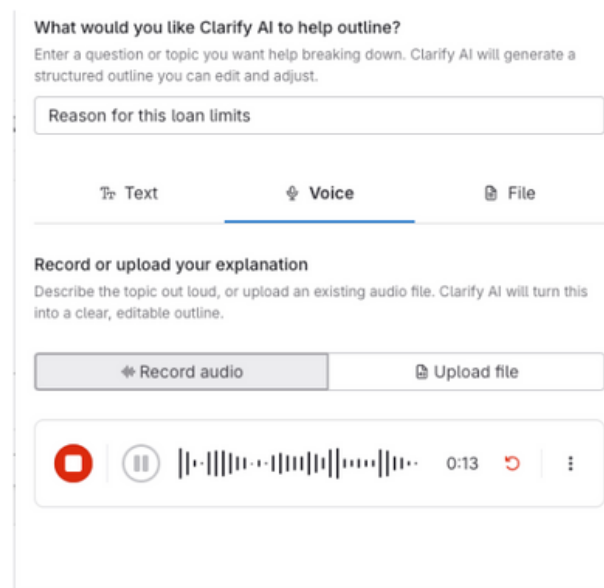 What would you like Clarify AI to help outline?
Enter a question or topic you want help breaking down. Clarify AI will generate a
structured outline you can edit and adjust.
Reason for this loan limits
Tr Text
Voice
File
Record or upload your explanation
Describe the topic out loud, or upload an existing audio file. Clarify AI will turn this
into a clear, editable outline.
Record audio
Upload file
0:13